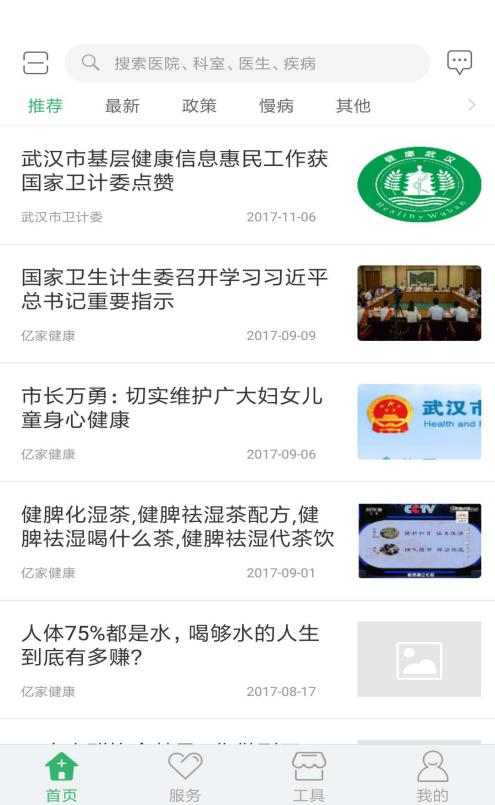 搜索医院、科室、医生、疾病
推荐 最新 政策 慢病 其他
武汉市基层健康信息惠民工作获
国家卫计委点赞
武汉市卫计委 2017-11-06
健康武汉
Healthy Wuhan
国家卫生计生委召开学习习近平
总书记重要指示
亿家健康 2017-09-09
市长万勇：切实维护广大妇女儿
童身心健康
亿家健康 2017-09-06
武汉市
Health and
健脾化湿茶,健脾祛湿茶配方,健
脾祛湿喝什么茶,健脾祛湿代茶饮
亿家健康 2017-09-01
CCTV
人体75%都是水，喝够水的人生
到底有多赚?
亿家健康 2017-08-17
首页 服务 工具 我的